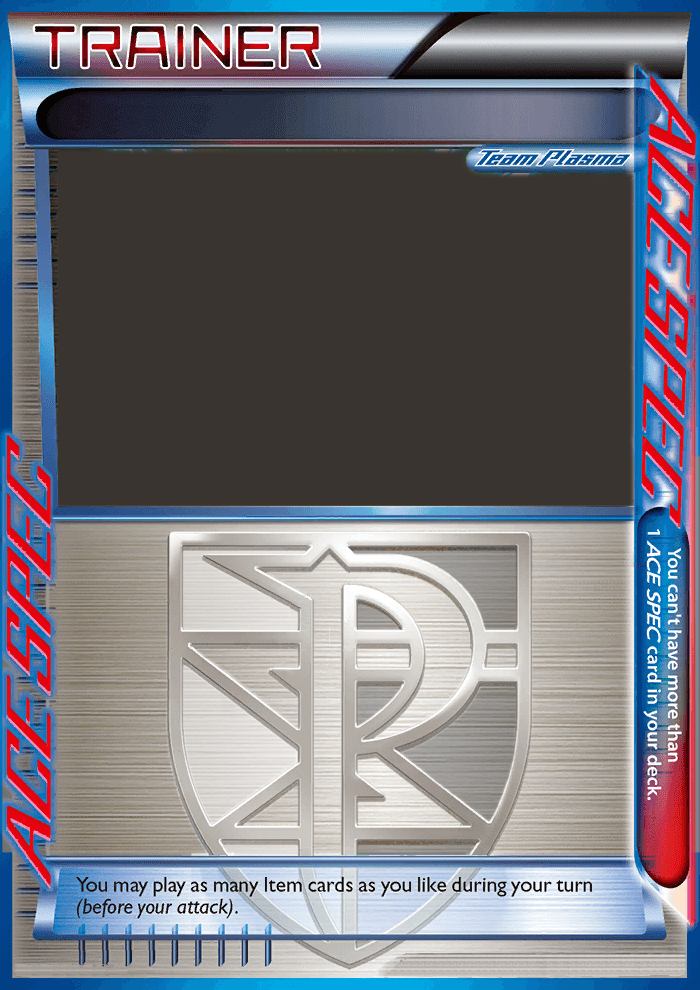 TRAINER
Team Plasma
ACE SPEC
ACE SPEC
You can't have more than
1 ACE SPEC card in your deck.
You may play as many Item cards as you like during your turn
(before your attack).